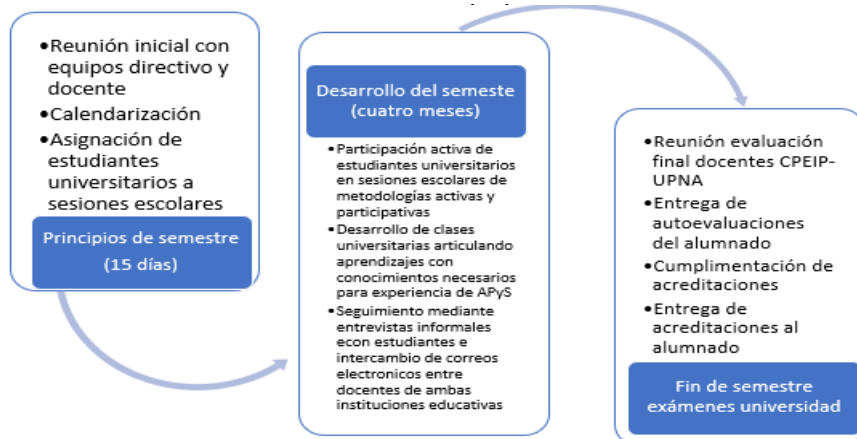 •Reunión inicial con
equipos directivo y
docente
•Calendarización
•Asignación de
estudiantes
universitarios a
sesiones escolares
Principios de semestre
(15 días)
Desarrollo del semeste
(cuatro meses)
•Participación activa de
estudiantes universitarios
en sesiones escolares de
metodologías activas y
participativas
•Desarrollo de clases
universitarias articulando
aprendizajes con
conocimientos necesarios
para experiencia de APyS
•Seguimiento mediante
entrevistas informales
econ estudiantes e
intercambio de correos
electronicos entre
docentes de ambas
instituciones educativas
•Reunión evaluación
final docentes CPEIP-
UPNA
•Entrega de
autoevaluaciones
del alumnado
•Cumplimentación de
acreditaciones
•Entrega de
acreditaciones al
alumnado
Fin de semestre
exámenes universidad